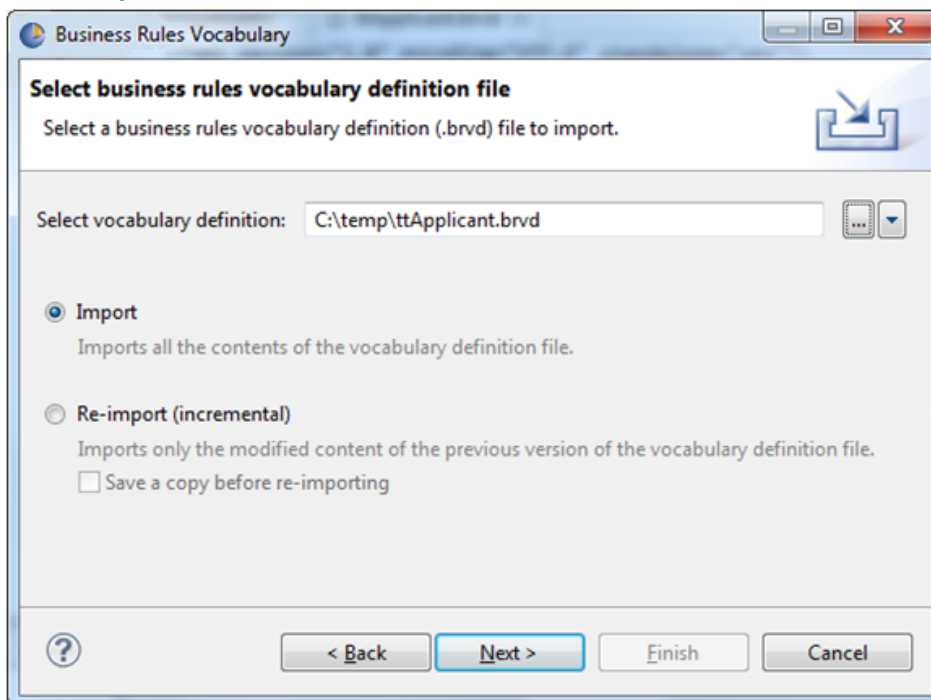 Business Rules Vocabulary
Select business rules vocabulary definition file
Select a business rules vocabulary definition (.brvd) file to import.
Select vocabulary definition: C:\temp\ttApplicant.brvd ...
Import
Imports all the contents of the vocabulary definition file.
Re-import (incremental)
Imports only the modified content of the previous version of the vocabulary definition file.
Save a copy before re-importing
? < Back Next > Finish Cancel